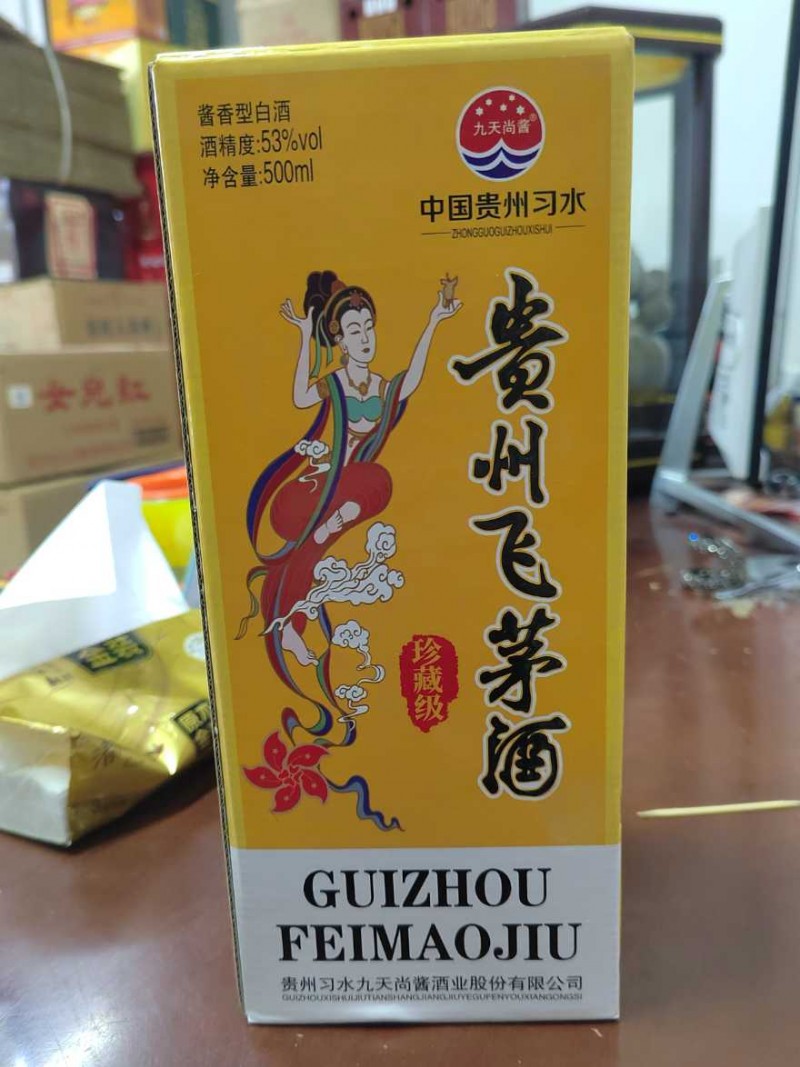 酱香型白酒
酒精度:53%vol
净含量:500ml
九天尚酱®
中国贵州习水
ZHONGGUOGUIZHOUXISHUI
贵州飞茅酒
珍藏级
GUIZHOU
FEIMAOJIU
贵州习水九天尚酱酒业股份有限公司
GUIZHOUXISHUIJIUTIANSHANGJIANGJIUYEGUFENYOUXIANGONGSI
女儿红